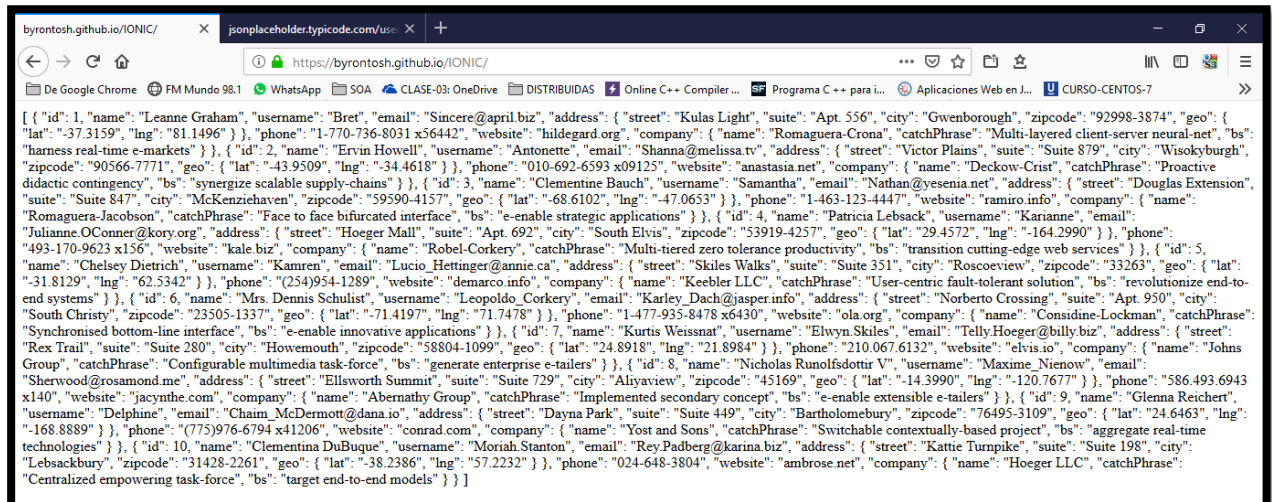 byrontosh.github.io/IONIC/
jsonplaceholder.typicode.com/use
https://byrontosh.github.io/IONIC/
De Google Chrome FM Mundo 98.1 WhatsApp SOA CLASE-03: OneDrive DISTRIBUIDAS Online C++ Compiler ... SF Programa C ++ para i... Aplicaciones Web en J... U CURSO-CENTOS-7
[ { "id": 1, "name": "Leanne Graham", "username": "Bret", "email": "Sincere@april.biz", "address": { "street": "Kulas Light", "suite": "Apt. 556", "city": "Gwenborough", "zipcode": "92998-3874", "geo": {
"lat": "-37.3159", "lng": "81.1496" } }, "phone": "1-770-736-8031 x56442", "website": "hildegard.org", "company": { "name": "Romaguera-Crona", "catchPhrase": "Multi-layered client-server neural-net", "bs":
"harness real-time e-markets" } }, { "id": 2, "name": "Ervin Howell", "username": "Antonette", "email": "Shanna@melissa.tv", "address": { "street": "Victor Plains", "suite": "Suite 879", "city": "Wisokyburgh",
"zipcode": "90566-7771", "geo": { "lat": "-43.9509", "lng": "-34.4618" } }, "phone": "010-692-6593 x09125", "website": "anastasia.net", "company": { "name": "Deckow-Crist", "catchPhrase": "Proactive
didactic contingency", "bs": "synergize scalable supply-chains" } }, { "id": 3, "name": "Clementine Bauch", "username": "Samantha", "email": "Nathan@yesenia.net", "address": { "street": "Douglas Extension",
"suite": "Suite 847", "city": "McKenziehaven", "zipcode": "59590-4157", "geo": { "lat": "-68.6102", "lng": "-47.0653" } }, "phone": "1-463-123-4447", "website": "ramiro.info", "company": { "name":
"Romaguera-Jacobson", "catchPhrase": "Face to face bifurcated interface", "bs": "e-enable strategic applications" } }, { "id": 4, "name": "Patricia Lebsack", "username": "Karianne", "email":
"Julianne.OConner@kory.org", "address": { "street": "Hoeger Mall", "suite": "Apt. 692", "city": "South Elvis", "zipcode": "53919-4257", "geo": { "lat": "29.4572", "lng": "-164.2990" } }, "phone":
"493-170-9623 x156", "website": "kale.biz", "company": { "name": "Robel-Corkery", "catchPhrase": "Multi-tiered zero tolerance productivity", "bs": "transition cutting-edge web services" } }, { "id": 5,
"name": "Chelsey Dietrich", "username": "Kamren", "email": "Lucio_Hettinger@annie.ca", "address": { "street": "Skiles Walks", "suite": "Suite 351", "city": "Roscoeview", "zipcode": "33263", "geo": { "lat":
"-31.8129", "lng": "62.5342" } }, "phone": "(254)954-1289", "website": "demarco.info", "company": { "name": "Keebler LLC", "catchPhrase": "User-centric fault-tolerant solution", "bs": "revolutionize end-to-
end systems" } }, { "id": 6, "name": "Mrs. Dennis Schulist", "username": "Leopoldo_Corkery", "email": "Karley_Dach@jasper.info", "address": { "street": "Norberto Crossing", "suite": "Apt. 950", "city":
"South Christy", "zipcode": "23505-1337", "geo": { "lat": "-71.4197", "lng": "71.7478" } }, "phone": "1-477-935-8478 x6430", "website": "ola.org", "company": { "name": "Considine-Lockman", "catchPhrase":
"Synchronised bottom-line interface", "bs": "e-enable innovative applications" } }, { "id": 7, "name": "Kurtis Weissnat", "username": "Elwyn.Skiles", "email": "Telly.Hoeger@billy.biz", "address": { "street":
"Rex Trail", "suite": "Suite 280", "city": "Howemouth", "zipcode": "58804-1099", "geo": { "lat": "24.8918", "lng": "21.8984" } }, "phone": "210.067.6132", "website": "elvis.io", "company": { "name": "Johns
Group", "catchPhrase": "Configurable multimedia task-force", "bs": "generate enterprise e-tailers" } }, { "id": 8, "name": "Nicholas Runolfsdottir V", "username": "Maxime_Nienow", "email":
"Sherwood@rosamond.me", "address": { "street": "Ellsworth Summit", "suite": "Suite 729", "city": "Aliyaview", "zipcode": "45169", "geo": { "lat": "-14.3990", "lng": "-120.7677" } }, "phone": "586.493.6943
x140", "website": "jacynthe.com", "company": { "name": "Abernathy Group", "catchPhrase": "Implemented secondary concept", "bs": "e-enable extensible e-tailers" } }, { "id": 9, "name": "Glenna Reichert",
"username": "Delphine", "email": "Chaim_McDermott@dana.io", "address": { "street": "Dayna Park", "suite": "Suite 449", "city": "Bartholomebury", "zipcode": "76495-3109", "geo": { "lat": "24.6463", "lng":
"-168.8889" } }, "phone": "(775)976-6794 x41206", "website": "conrad.com", "company": { "name": "Yost and Sons", "catchPhrase": "Switchable contextually-based project", "bs": "aggregate real-time
technologies" } }, { "id": 10, "name": "Clementina DuBuque", "username": "Moriah.Stanton", "email": "Rey.Padberg@karina.biz", "address": { "street": "Kattie Turnpike", "suite": "Suite 198", "city":
"Lebsackbury", "zipcode": "31428-2261", "geo": { "lat": "-38.2386", "lng": "57.2232" } }, "phone": "024-648-3804", "website": "ambrose.net", "company": { "name": "Hoeger LLC", "catchPhrase":
"Centralized empowering task-force", "bs": "target end-to-end models" } } ]